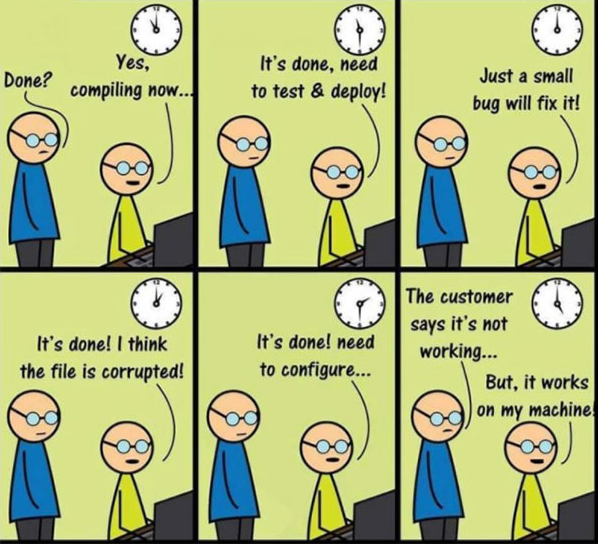 Done?
Yes,
compiling now...
It's done, need
to test & deploy!
Just a small
bug will fix it!
It's done! I think
the file is corrupted!
It's done! need
to configure...
The customer
says it's not
working...
But, it works
on my machine!